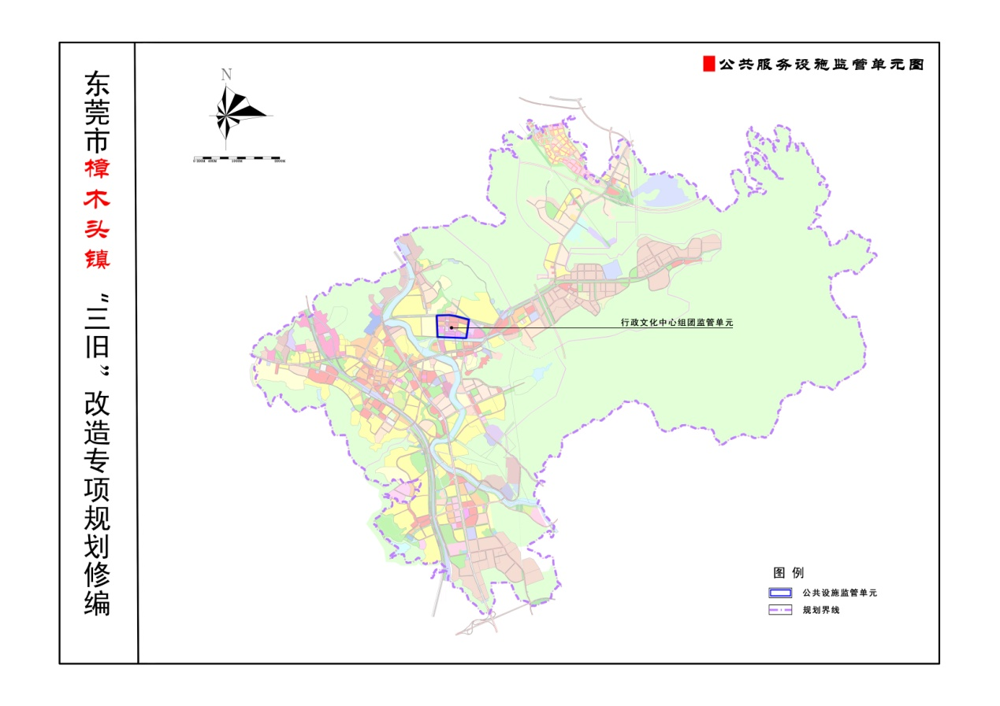 东莞市樟木头镇“三旧”改造专项规划修编
公共服务设施监管单元图
N
行政文化中心组团监管单元
图 例
公共设施监管单元
规划界线